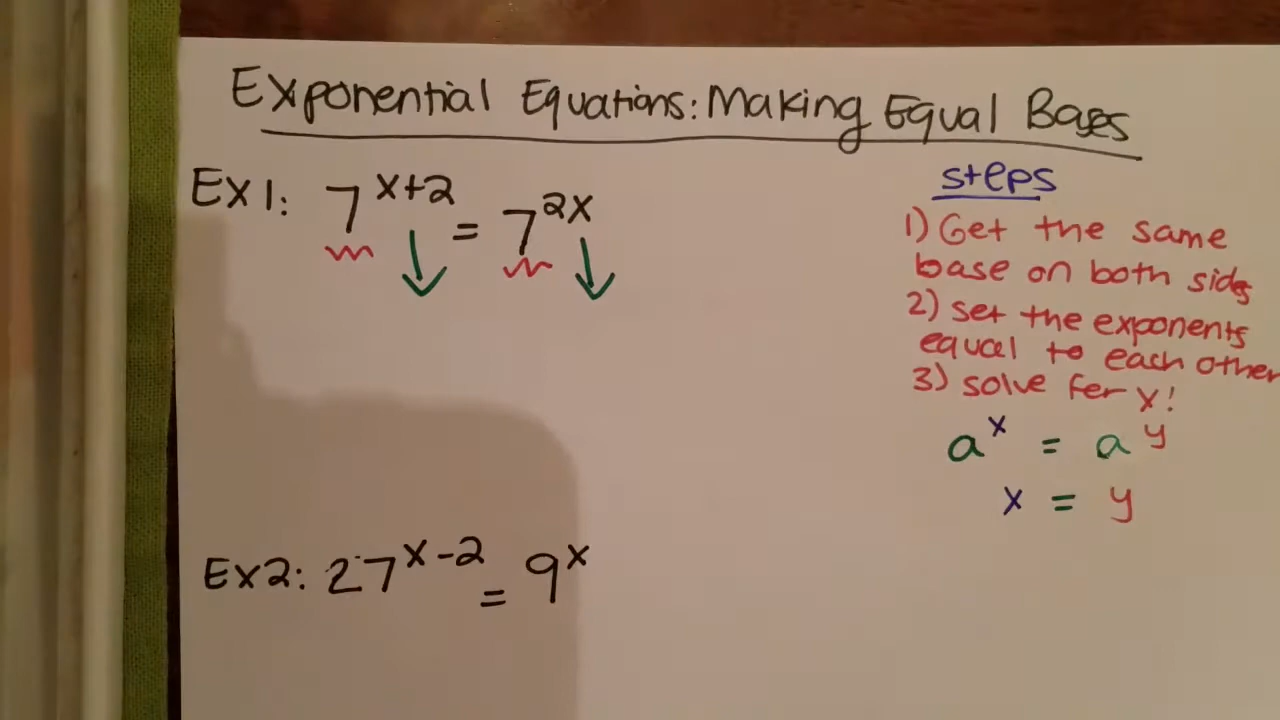 Exponential Equations: Making Equal Bases
Ex1: 7^(x+2) = 7^(2x)
steps
1) Get the same
base on both sides
2) set the exponents
equal to each other
3) solve for x!
a^x = a^y
x = y
Ex2: 27^(x-2) = 9^x